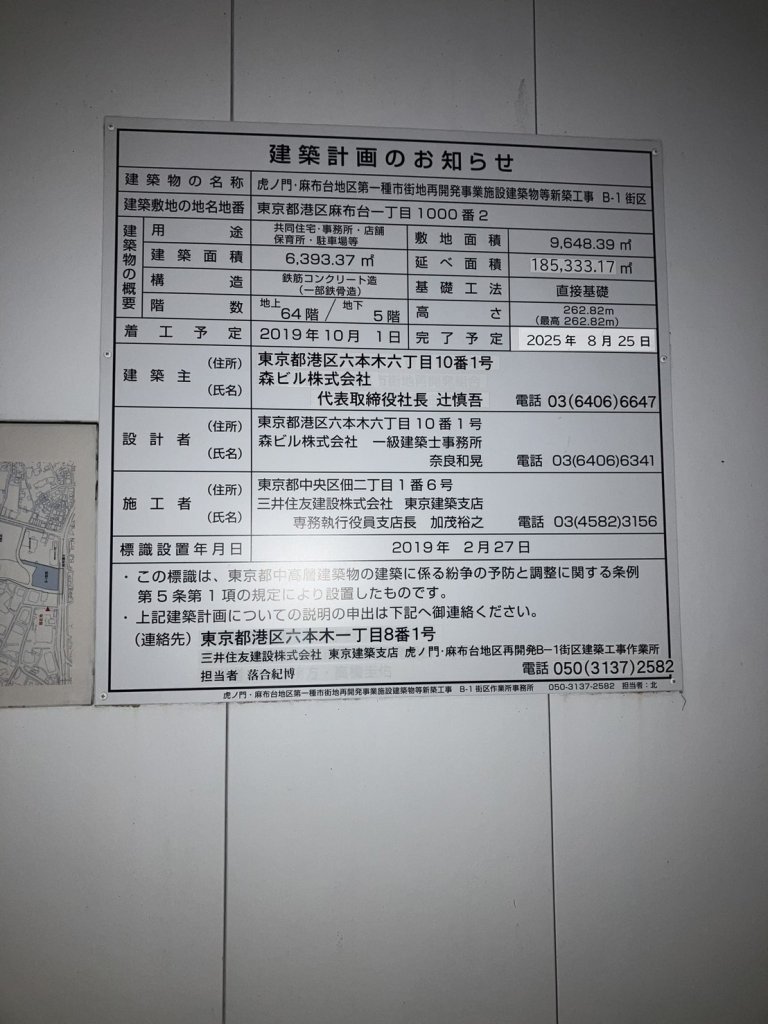 建築計画のお知らせ
建築物の名称 虎ノ門・麻布台地区第一種市街地再開発事業施設建築物等新築工事 B-1街区
建築敷地の地名地番 東京都港区麻布台一丁目1000番2
建築物の概要
用途 共同住宅・事務所・店舗
保育所・駐車場等
敷地面積 9,648.39㎡
建築面積 6,393.37㎡
延べ面積 185,333.17㎡
構造 鉄筋コンクリート造
(一部鉄骨造)
基礎工法 直接基礎
階数 地上64階/地下5階
高さ 262.82m
(最高262.82m)
着工予定 2019年10月1日
完了予定 2025年8月25日
建築主 (住所) 東京都港区六本木六丁目10番1号
(氏名) 森ビル株式会社
代表取締役社長 辻慎吾 電話 03(6406)6647
設計者 (住所) 東京都港区六本木六丁目10番1号
(氏名) 森ビル株式会社 一級建築士事務所
奈良和晃 電話 03(6406)6341
施工者 (住所) 東京都中央区佃二丁目1番6号
(氏名) 三井住友建設株式会社 東京建築支店
専務執行役員支店長 加茂裕之 電話 03(4582)3156
標識設置年月日 2019年 2月27日
・この標識は、東京都中高層建築物の建築に係る紛争の予防と調整に関する条例
第5条第1項の規定により設置したものです。
・上記建築計画についての説明の申出は下記へ御連絡ください。
(連絡先) 東京都港区六本木一丁目8番1号
三井住友建設株式会社 東京建築支店 虎ノ門・麻布台地区再開発B-1街区建築工事作業所
担当者 落合紀博 電話 050(3137)2582
虎ノ門・麻布台地区第一種市街地再開発事業施設建築物等新築工事 B-1街区作業所事務所 050-3137-2582 担当者:北